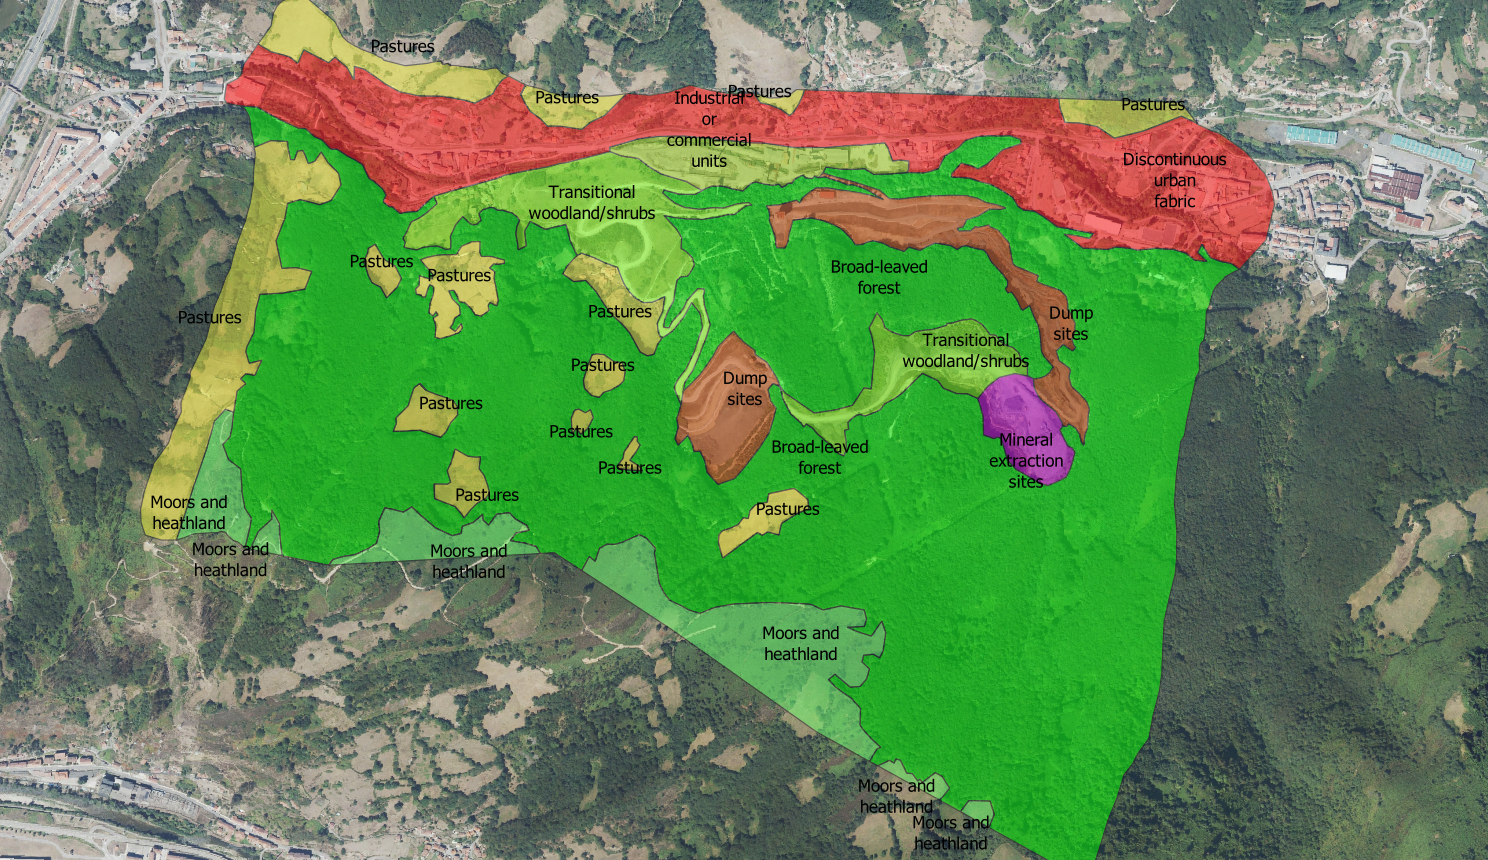 Pastures
Pastures
Pastures
Pastures
Industrial
or
commercial
units
Discontinuous
urban
fabric
Transitional
woodland/shrubs
Pastures
Pastures
Broad-leaved
forest
Pastures
Pastures
Dump
sites
Transitional
woodland/shrubs
Pastures
Dump
sites
Pastures
Pastures
Broad-leaved
forest
Mineral
extraction
sites
Pastures
Pastures
Pastures
Moors and
heathland
Moors and
heathland
Moors and
heathland
Moors and
heathland
Moors and
heathland
Moors and
heathland